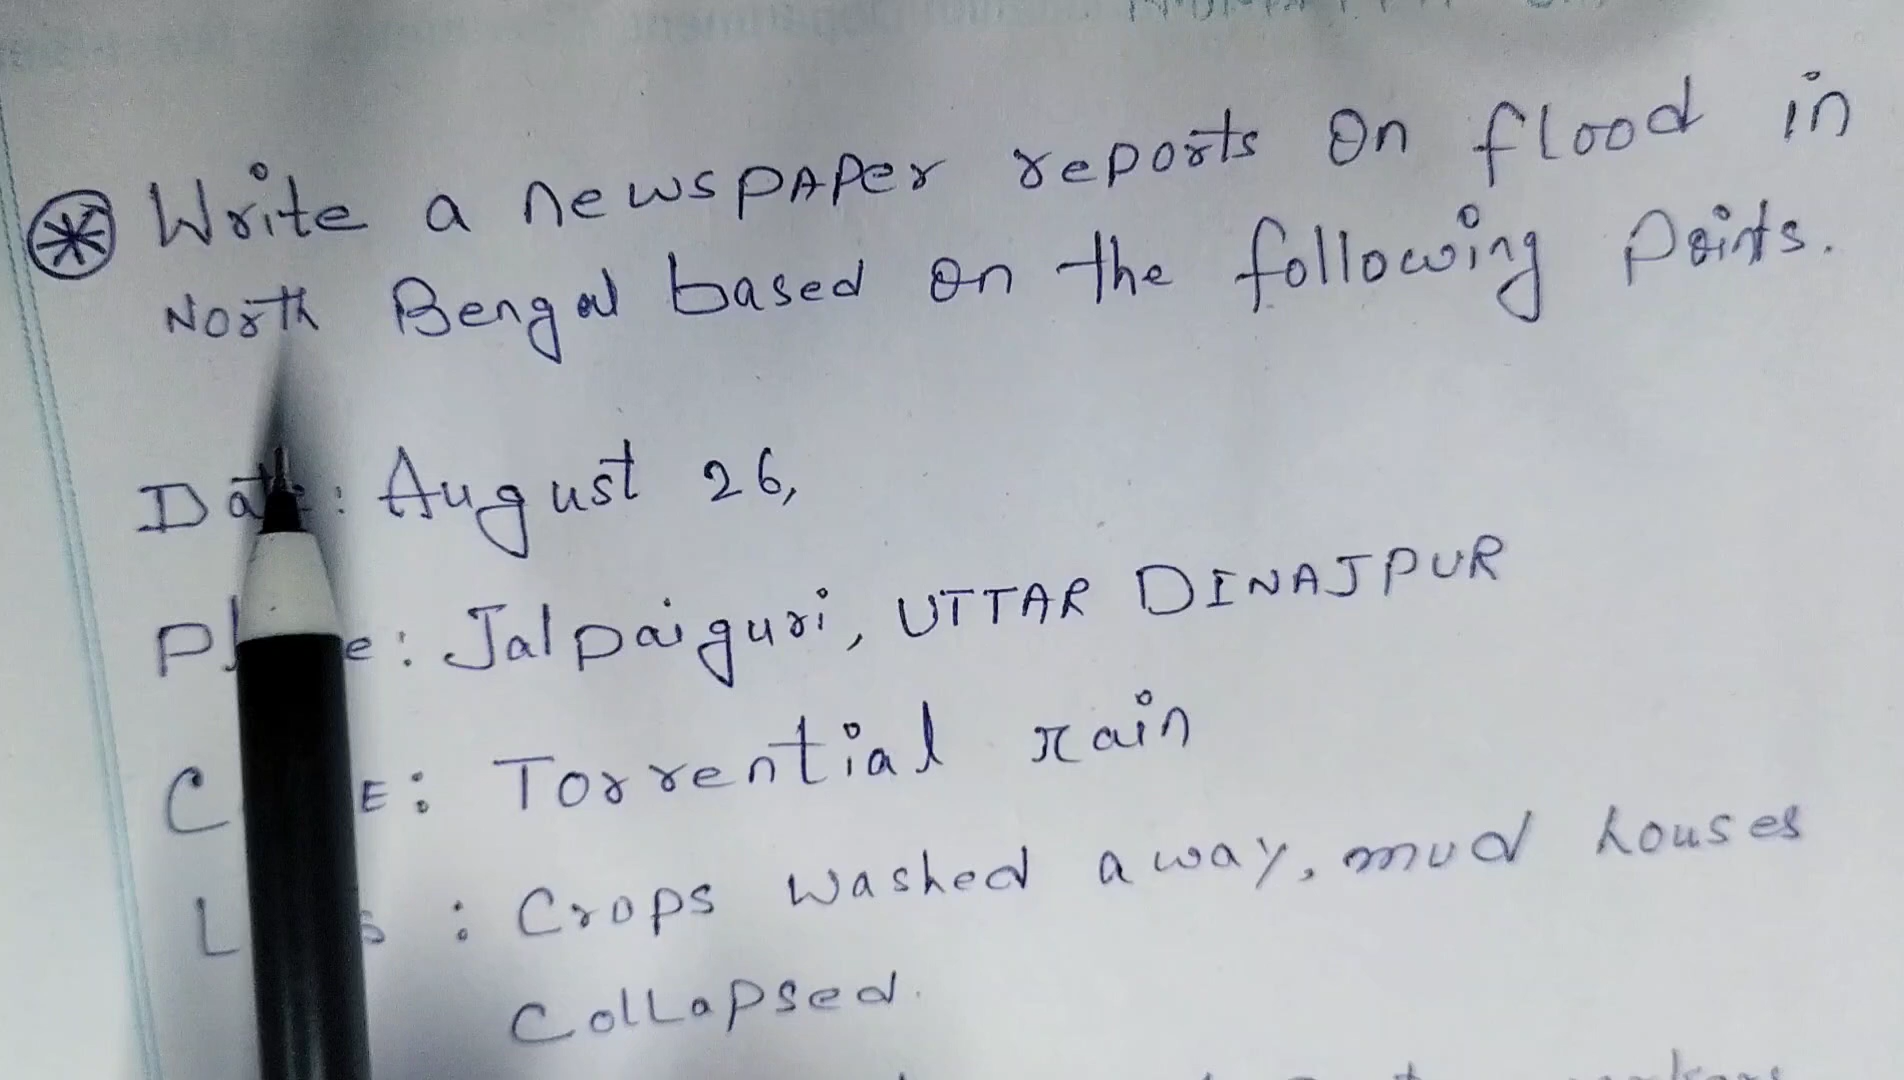 Write a newspaper reports on flood in
North Bengal based on the following points.
August 26,
Jalpaiguri, UTTAR DINAJPUR
Torrential rain
: Crops washed away, mud houses
collapsed.